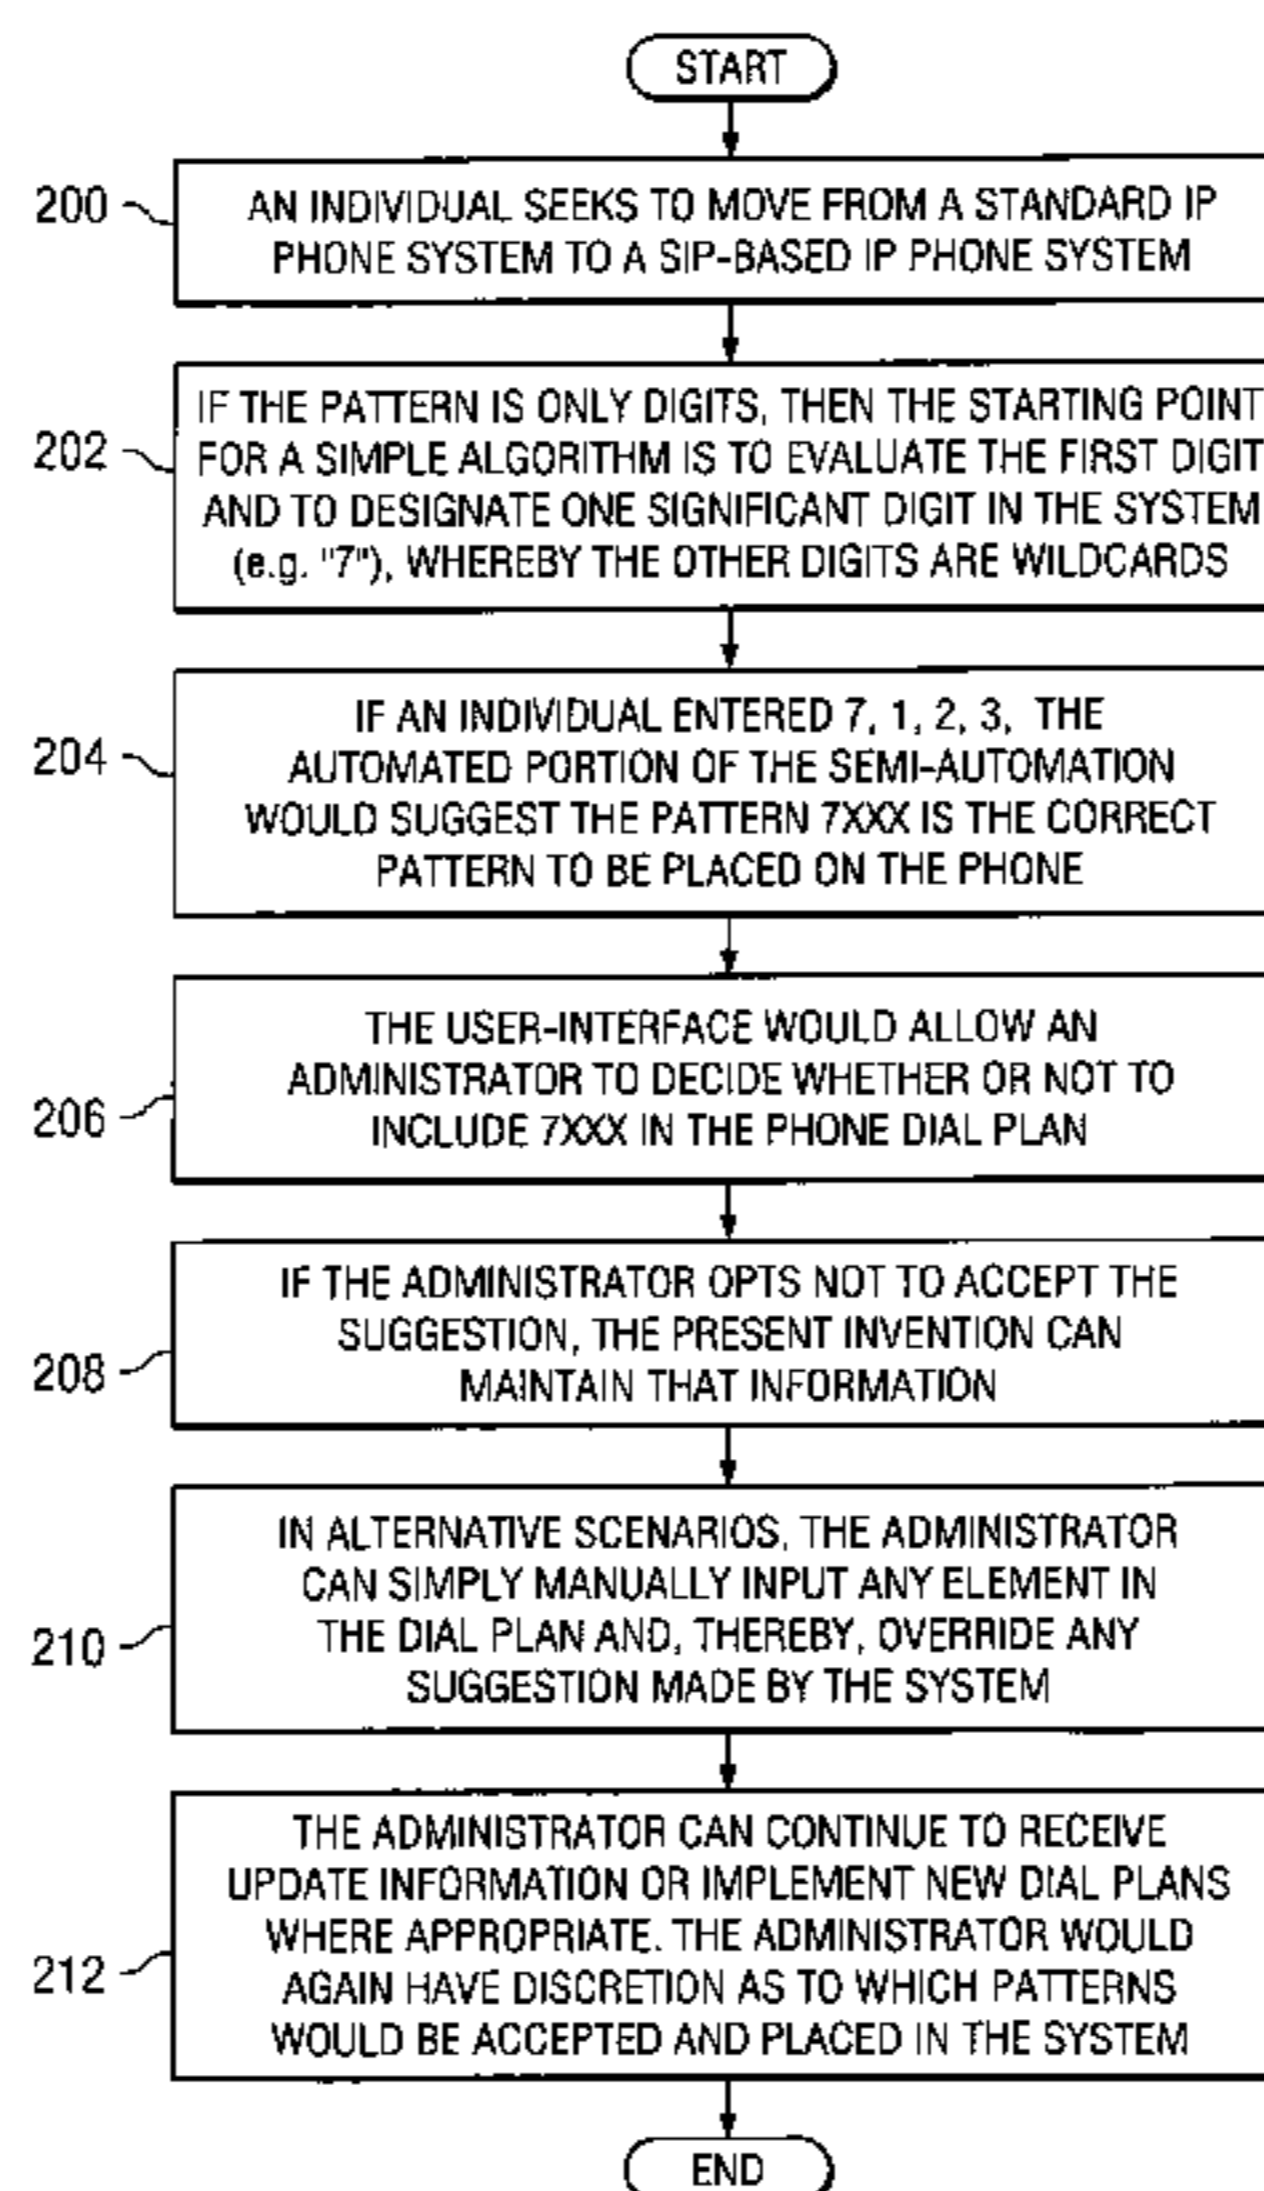 START
200
AN INDIVIDUAL SEEKS TO MOVE FROM A STANDARD IP
PHONE SYSTEM TO A SIP-BASED IP PHONE SYSTEM
202
IF THE PATTERN IS ONLY DIGITS, THEN THE STARTING POINT
FOR A SIMPLE ALGORITHM IS TO EVALUATE THE FIRST DIGIT
AND TO DESIGNATE ONE SIGNIFICANT DIGIT IN THE SYSTEM
(e.g. "7"), WHEREBY THE OTHER DIGITS ARE WILDCARDS
204
IF AN INDIVIDUAL ENTERED 7, 1, 2, 3, THE
AUTOMATED PORTION OF THE SEMI-AUTOMATION
WOULD SUGGEST THE PATTERN 7XXX IS THE CORRECT
PATTERN TO BE PLACED ON THE PHONE
206
THE USER-INTERFACE WOULD ALLOW AN
ADMINISTRATOR TO DECIDE WHETHER OR NOT TO
INCLUDE 7XXX IN THE PHONE DIAL PLAN
208
IF THE ADMINISTRATOR OPTS NOT TO ACCEPT THE
SUGGESTION, THE PRESENT INVENTION CAN
MAINTAIN THAT INFORMATION
210
IN ALTERNATIVE SCENARIOS, THE ADMINISTRATOR
CAN SIMPLY MANUALLY INPUT ANY ELEMENT IN
THE DIAL PLAN AND, THEREBY, OVERRIDE ANY
SUGGESTION MADE BY THE SYSTEM
212
THE ADMINISTRATOR CAN CONTINUE TO RECEIVE
UPDATE INFORMATION OR IMPLEMENT NEW DIAL PLANS
WHERE APPROPRIATE. THE ADMINISTRATOR WOULD
AGAIN HAVE DISCRETION AS TO WHICH PATTERNS
WOULD BE ACCEPTED AND PLACED IN THE SYSTEM
END